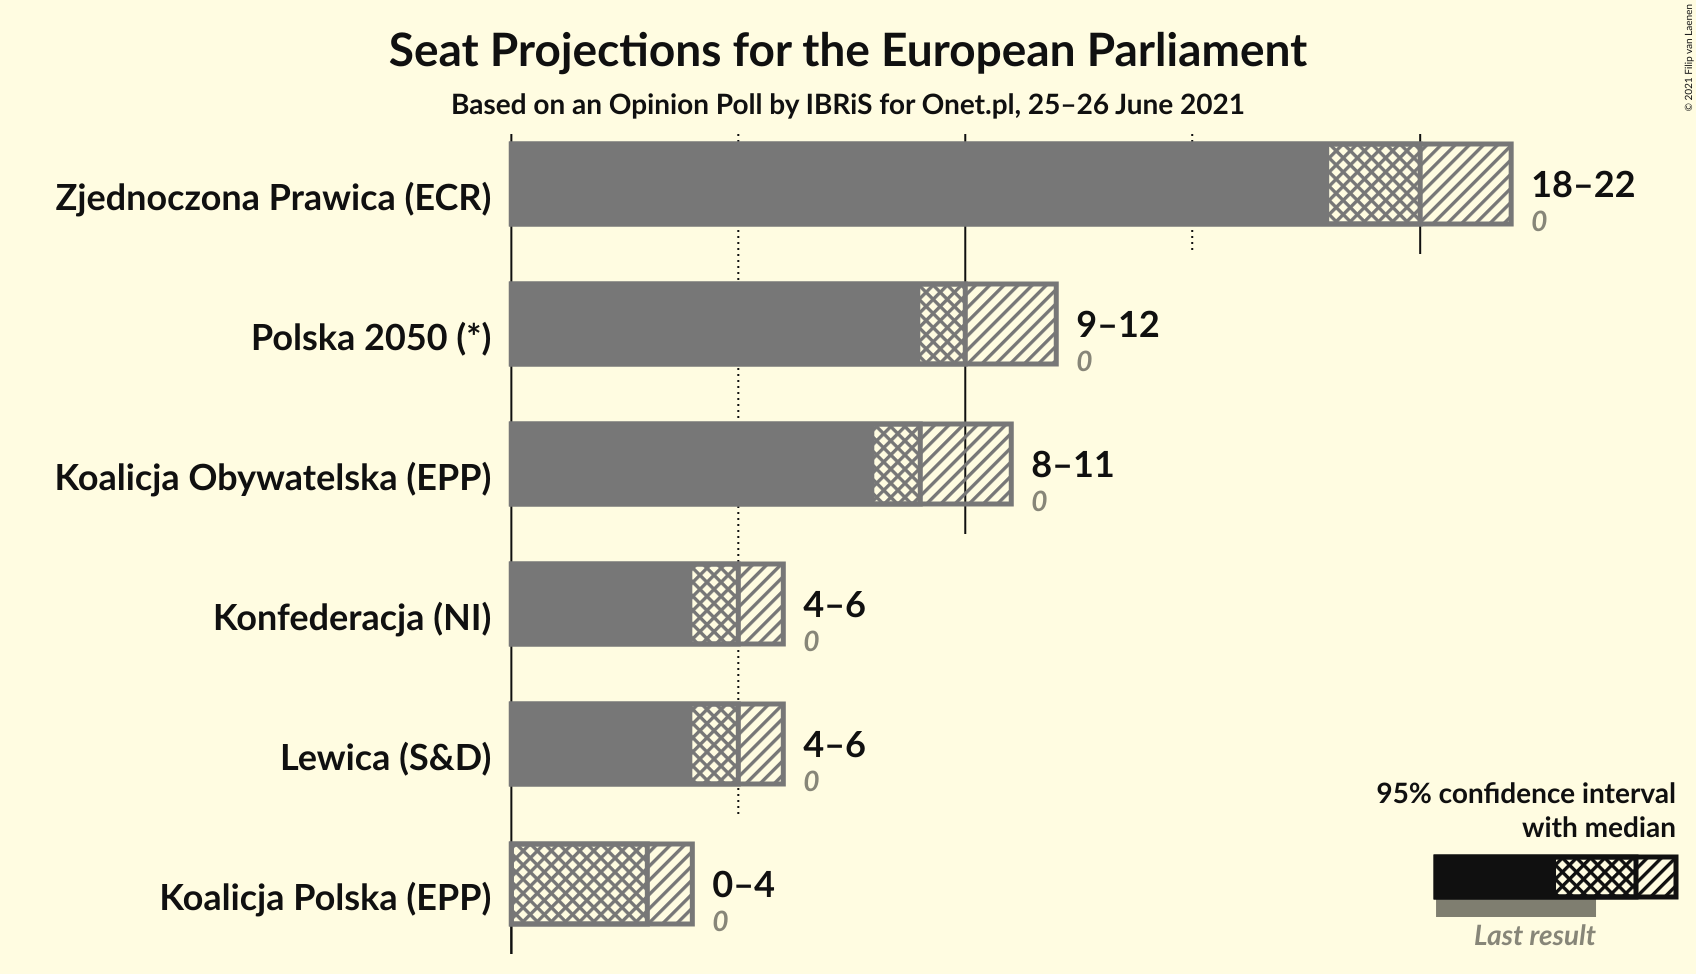 Seat Projections for the European Parliament
Based on an Opinion Poll by IBRiS for Onet.pl, 25–26 June 2021
© 2021 Filip van Laenen
Zjednoczona Prawica (ECR)
18–22
0
Polska 2050 (*)
9–12
0
Koalicja Obywatelska (EPP)
8–11
0
Konfederacja (NI)
4–6
0
Lewica (S&D)
4–6
0
Koalicja Polska (EPP)
0–4
0
95% confidence interval
with median
Last result